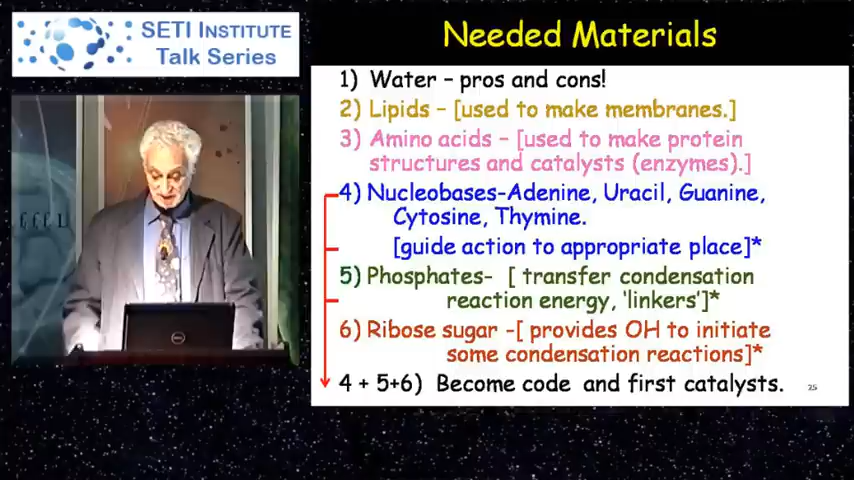 SETI INSTITUTE
Talk Series
Needed Materials
1) Water – pros and cons!
2) Lipids – [used to make membranes.]
3) Amino acids – [used to make protein
structures and catalysts (enzymes).]
4) Nucleobases-Adenine, Uracil, Guanine,
Cytosine, Thymine.
[guide action to appropriate place]*
5) Phosphates- [ transfer condensation
reaction energy, 'linkers']*
6) Ribose sugar -[ provides OH to initiate
some condensation reactions]*
4 + 5+6) Become code and first catalysts.
25
DELL